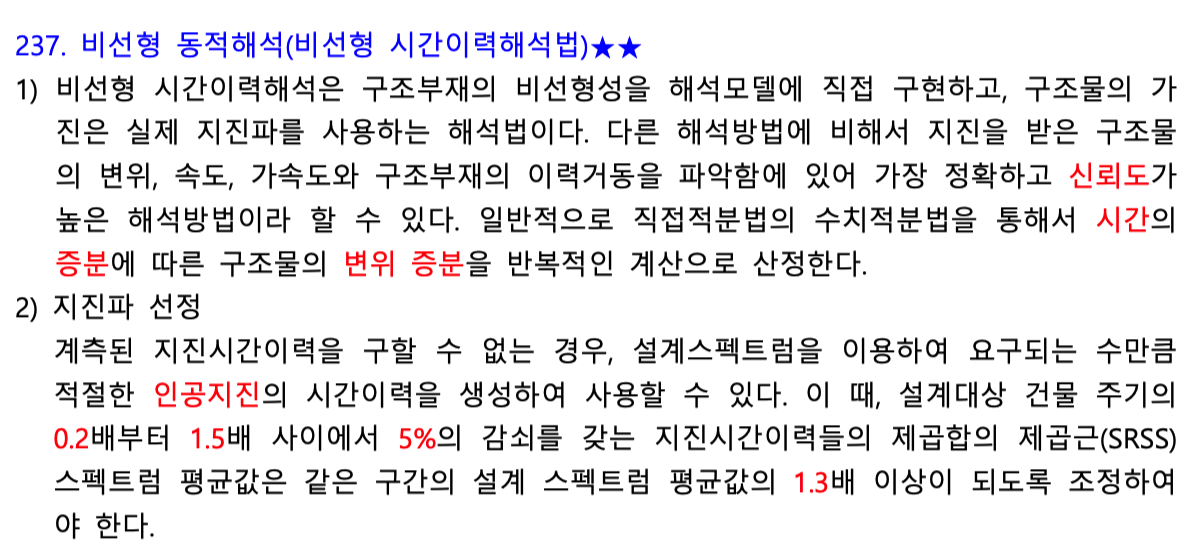 237. 비선형 동적해석(비선형 시간이력해석법)★★
1) 비선형 시간이력해석은 구조부재의 비선형성을 해석모델에 직접 구현하고, 구조물의 가
진은 실제 지진파를 사용하는 해석법이다. 다른 해석방법에 비해서 지진을 받은 구조물
의 변위, 속도, 가속도와 구조부재의 이력거동을 파악함에 있어 가장 정확하고 신뢰도가
높은 해석방법이라 할 수 있다. 일반적으로 직접적분법의 수치적분법을 통해서 시간의
증분에 따른 구조물의 변위 증분을 반복적인 계산으로 산정한다.
2) 지진파 선정
계측된 지진시간이력을 구할 수 없는 경우, 설계스펙트럼을 이용하여 요구되는 수만큼
적절한 인공지진의 시간이력을 생성하여 사용할 수 있다. 이 때, 설계대상 건물 주기의
0.2배부터 1.5배 사이에서 5%의 감쇠를 갖는 지진시간이력들의 제곱합의 제곱근(SRSS)
스펙트럼 평균값은 같은 구간의 설계 스펙트럼 평균값의 1.3배 이상이 되도록 조정하여
야 한다.